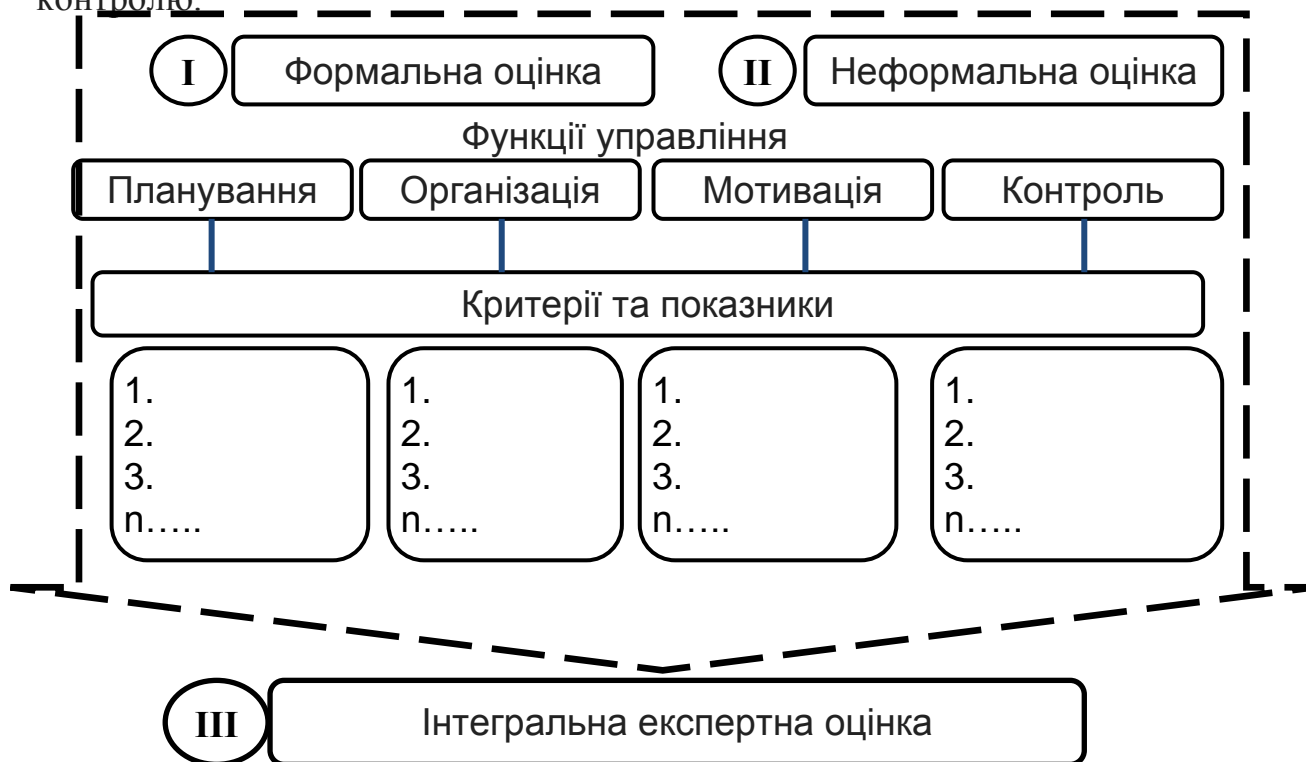 контролю.
I Формальна оцінка II Неформальна оцінка
Функції управління
Планування Організація Мотивація Контроль
Критерії та показники
1. 1. 1. 1.
2. 2. 2. 2.
3. 3. 3. 3.
n….. n….. n….. n…..
III Інтегральна експертна оцінка